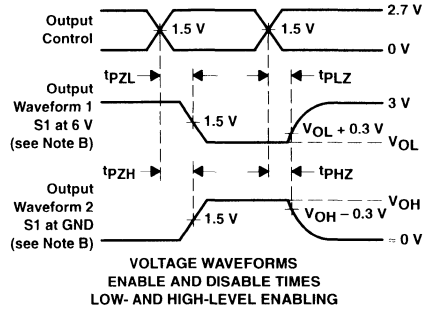 Output
Control
1.5 V
1.5 V
2.7 V
0 V
tPZL
tPLZ
Output
Waveform 1
S1 at 6 V
(see Note B)
1.5 V
3 V
VOL + 0.3 V
VOL
tPZH
tPHZ
Output
Waveform 2
S1 at GND
(see Note B)
1.5 V
VOH
VOH − 0.3 V
≈ 0 V
VOLTAGE WAVEFORMS
ENABLE AND DISABLE TIMES
LOW- AND HIGH-LEVEL ENABLING